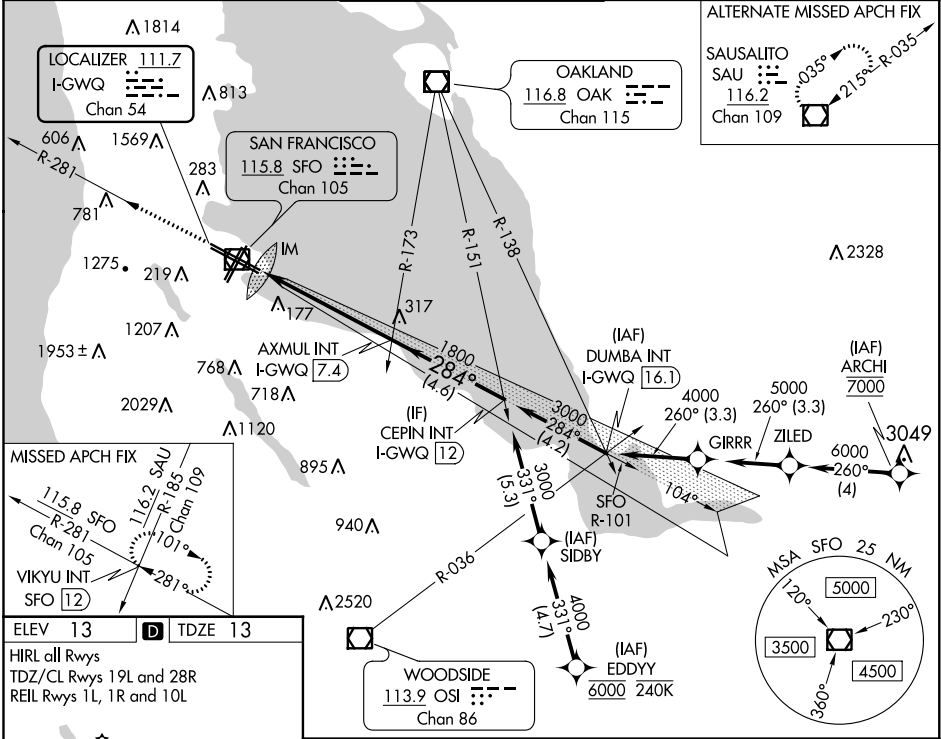 1814
LOCALIZER 111.7
I-GWQ
Chan 54
813
606
1569
R-281
283
781
SAN FRANCISCO
115.8 SFO
Chan 105
OAKLAND
116.8 OAK
Chan 115
ALTERNATE MISSED APCH FIX
SAUSALITO
SAU
116.2
Chan 109
035°
215°
R-035
IM
R-173
R-151
R-138
2328
1275
219
177
317
1207
1953 ±
768
718
2029
1120
895
940
2520
AXMUL INT
I-GWQ 7.4
1800
284°
(4.6)
(IF)
CEPIN INT
I-GWQ 12
3000
284°
(4.2)
(IAF)
DUMBA INT
I-GWQ 16.1
4000
260° (3.3)
GIRRR
5000
260° (3.3)
ZILED
(IAF)
ARCHI
7000
3049
6000
260°
(4)
SFO
R-101
104°
3000
331°
(5.3)
(IAF)
SIDBY
4000
331°
(4.7)
(IAF)
EDDYY
6000 240K
R-036
WOODSIDE
113.9 OSI
Chan 86
MISSED APCH FIX
115.8 SFO
R-281
Chan 105
116.2 SAU
R-185
Chan 109
101°
281°
VIKYU INT
SFO 12
MSA SFO 25 NM
120°
5000
230°
3500
4500
360°
ELEV 13
D
TDZE 13
HIRL all Rwys
TDZ/CL Rwys 19L and 28R
REIL Rwys 1L, 1R and 10L